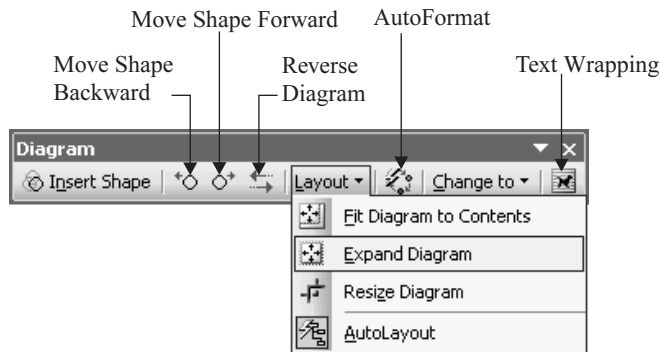 Move Shape Forward
AutoFormat
Move Shape
Backward
Reverse
Diagram
Text Wrapping
Diagram
Insert Shape
Layout
Change to
Fit Diagram to Contents
Expand Diagram
Resize Diagram
AutoLayout